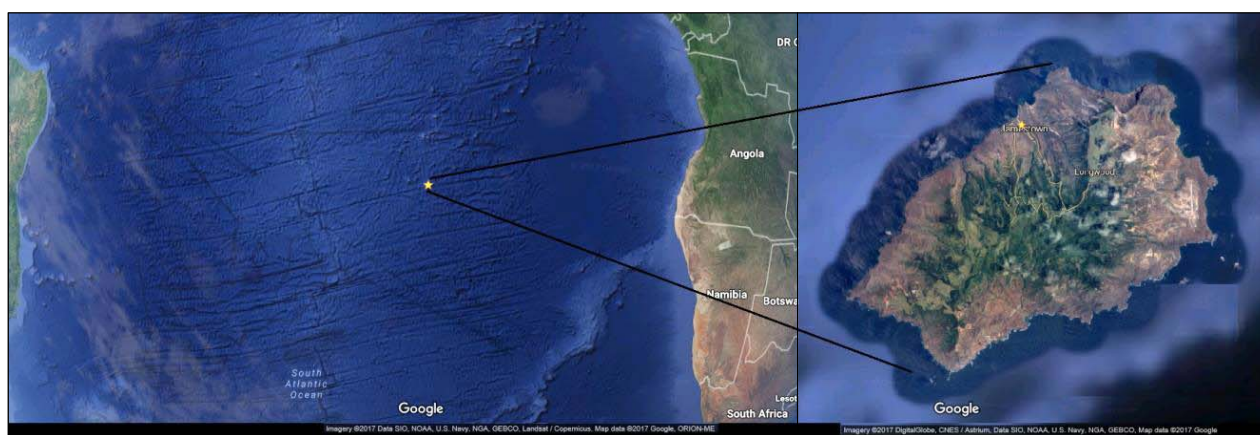 DR C
Angola
Namibia
Botswa
South
Atlantic
Ocean
Lesot
South Africa
Google
Imagery ©2017 Data SIO, NOAA, U.S. Navy, NGA, GEBCO, Landsat / Copernicus, Map data ©2017 Google, ORION-ME
Jamestown
Longwood
Google
Imagery ©2017 DigitalGlobe, CNES / Astrium, Data SIO, NOAA, U.S. Navy, NGA, GEBCO, Map data ©2017 Google